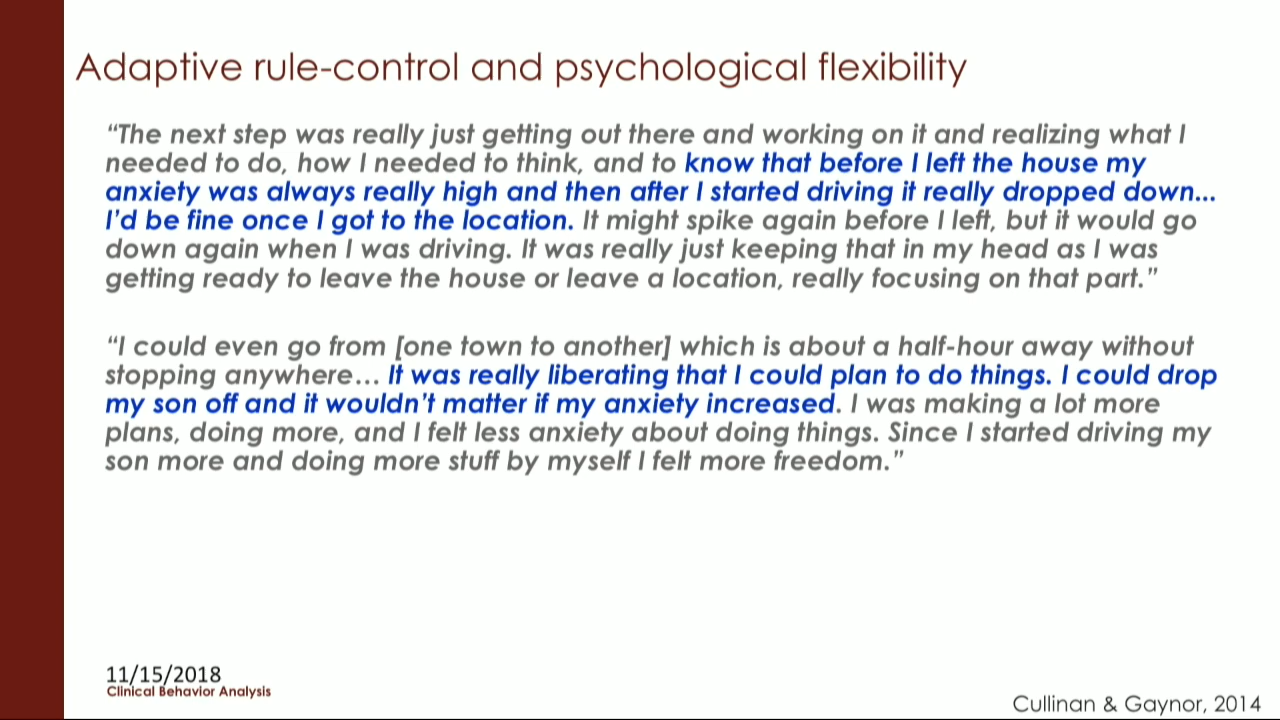 Adaptive rule-control and psychological flexibility
“The next step was really just getting out there and working on it and realizing what I
needed to do, how I needed to think, and to know that before I left the house my
anxiety was always really high and then after I started driving it really dropped down...
I’d be fine once I got to the location. It might spike again before I left, but it would go
down again when I was driving. It was really just keeping that in my head as I was
getting ready to leave the house or leave a location, really focusing on that part.”
“I could even go from [one town to another] which is about a half-hour away without
stopping anywhere… It was really liberating that I could plan to do things. I could drop
my son off and it wouldn’t matter if my anxiety increased. I was making a lot more
plans, doing more, and I felt less anxiety about doing things. Since I started driving my
son more and doing more stuff by myself I felt more freedom.”
11/15/2018
Clinical Behavior Analysis
Cullinan & Gaynor, 2014